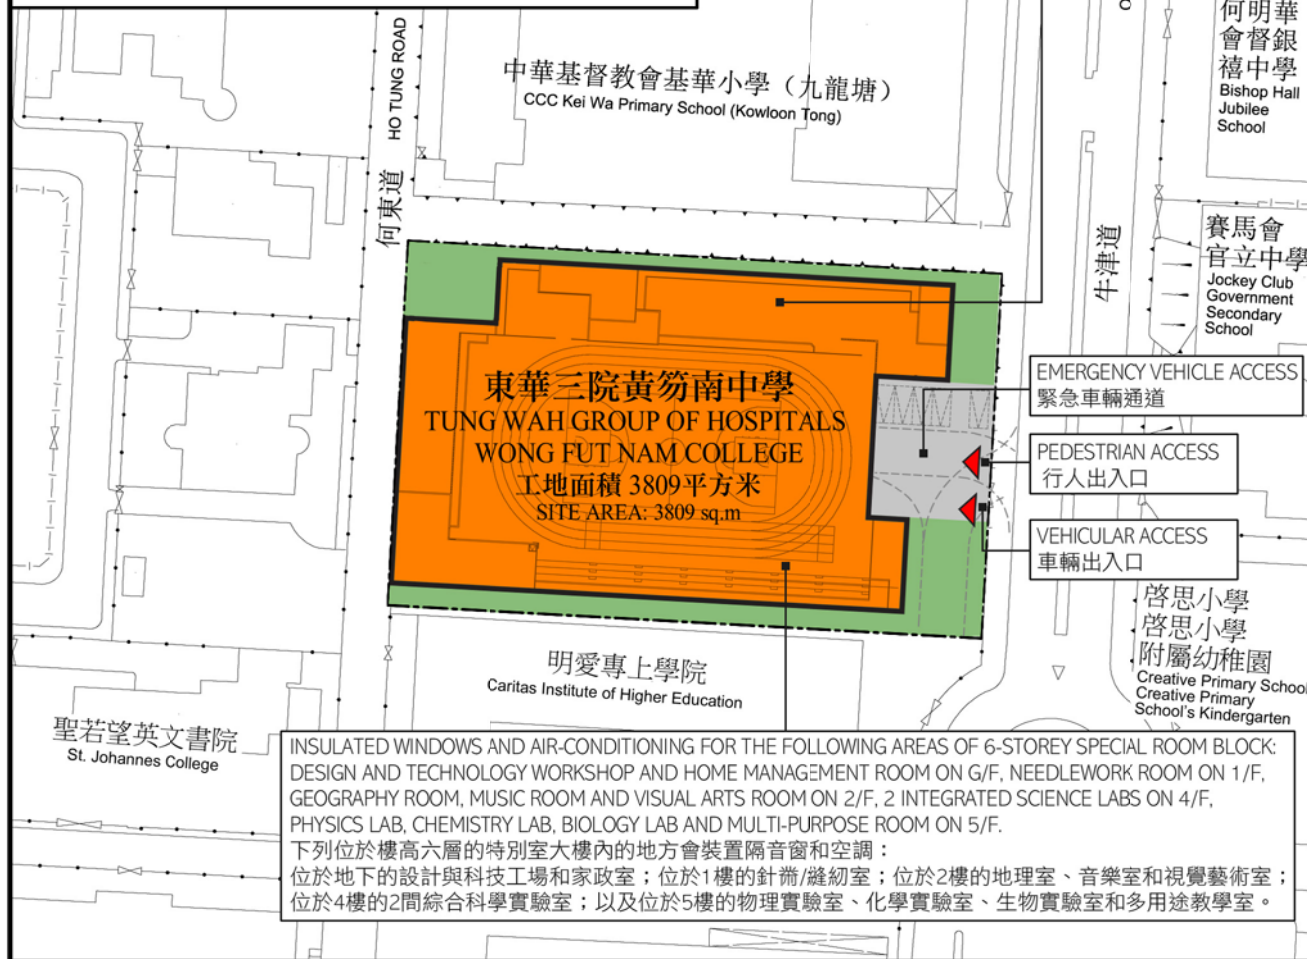 何東道 HO TUNG ROAD
中華基督教會基華小學（九龍塘）
CCC Kei Wa Primary School (Kowloon Tong)
何明華
會督銀
禧中學
Bishop Hall
Jubilee
School
牛津道
賽馬會
官立中學
Jockey Club
Government
Secondary
School
東華三院黃笏南中學
TUNG WAH GROUP OF HOSPITALS
WONG FUT NAM COLLEGE
工地面積 3809平方米
SITE AREA: 3809 sq.m
EMERGENCY VEHICLE ACCESS
緊急車輛通道
PEDESTRIAN ACCESS
行人出入口
VEHICULAR ACCESS
車輛出入口
啓思小學
啓思小學
附屬幼稚園
Creative Primary School
Creative Primary
School's Kindergarten
明愛專上學院
Caritas Institute of Higher Education
聖若望英文書院
St. Johannes College
INSULATED WINDOWS AND AIR-CONDITIONING FOR THE FOLLOWING AREAS OF 6-STOREY SPECIAL ROOM BLOCK:
DESIGN AND TECHNOLOGY WORKSHOP AND HOME MANAGEMENT ROOM ON G/F, NEEDLEWORK ROOM ON 1/F,
GEOGRAPHY ROOM, MUSIC ROOM AND VISUAL ARTS ROOM ON 2/F, 2 INTEGRATED SCIENCE LABS ON 4/F,
PHYSICS LAB, CHEMISTRY LAB, BIOLOGY LAB AND MULTI-PURPOSE ROOM ON 5/F.
下列位於樓高六層的特別室大樓內的地方會裝置隔音窗和空調：
位於地下的設計與科技工場和家政室；位於1樓的針黹/縫紉室；位於2樓的地理室、音樂室和視覺藝術室；
位於4樓的2間綜合科學實驗室；以及位於5樓的物理實驗室、化學實驗室、生物實驗室和多用途教學室。